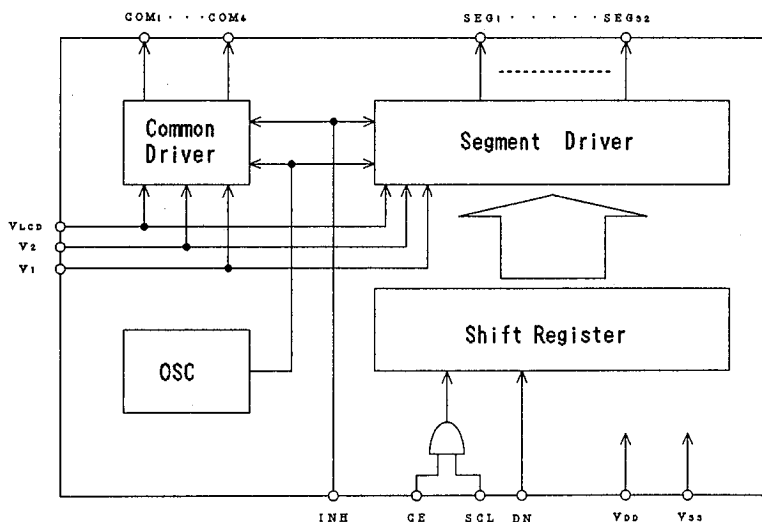 COM1 · · · COM4
SEG1 · · · · · · SEG32
Common
Driver
Segment Driver
VLCD
V2
V1
OSC
Shift Register
INH
CE
SCL
DN
VDD
VSS